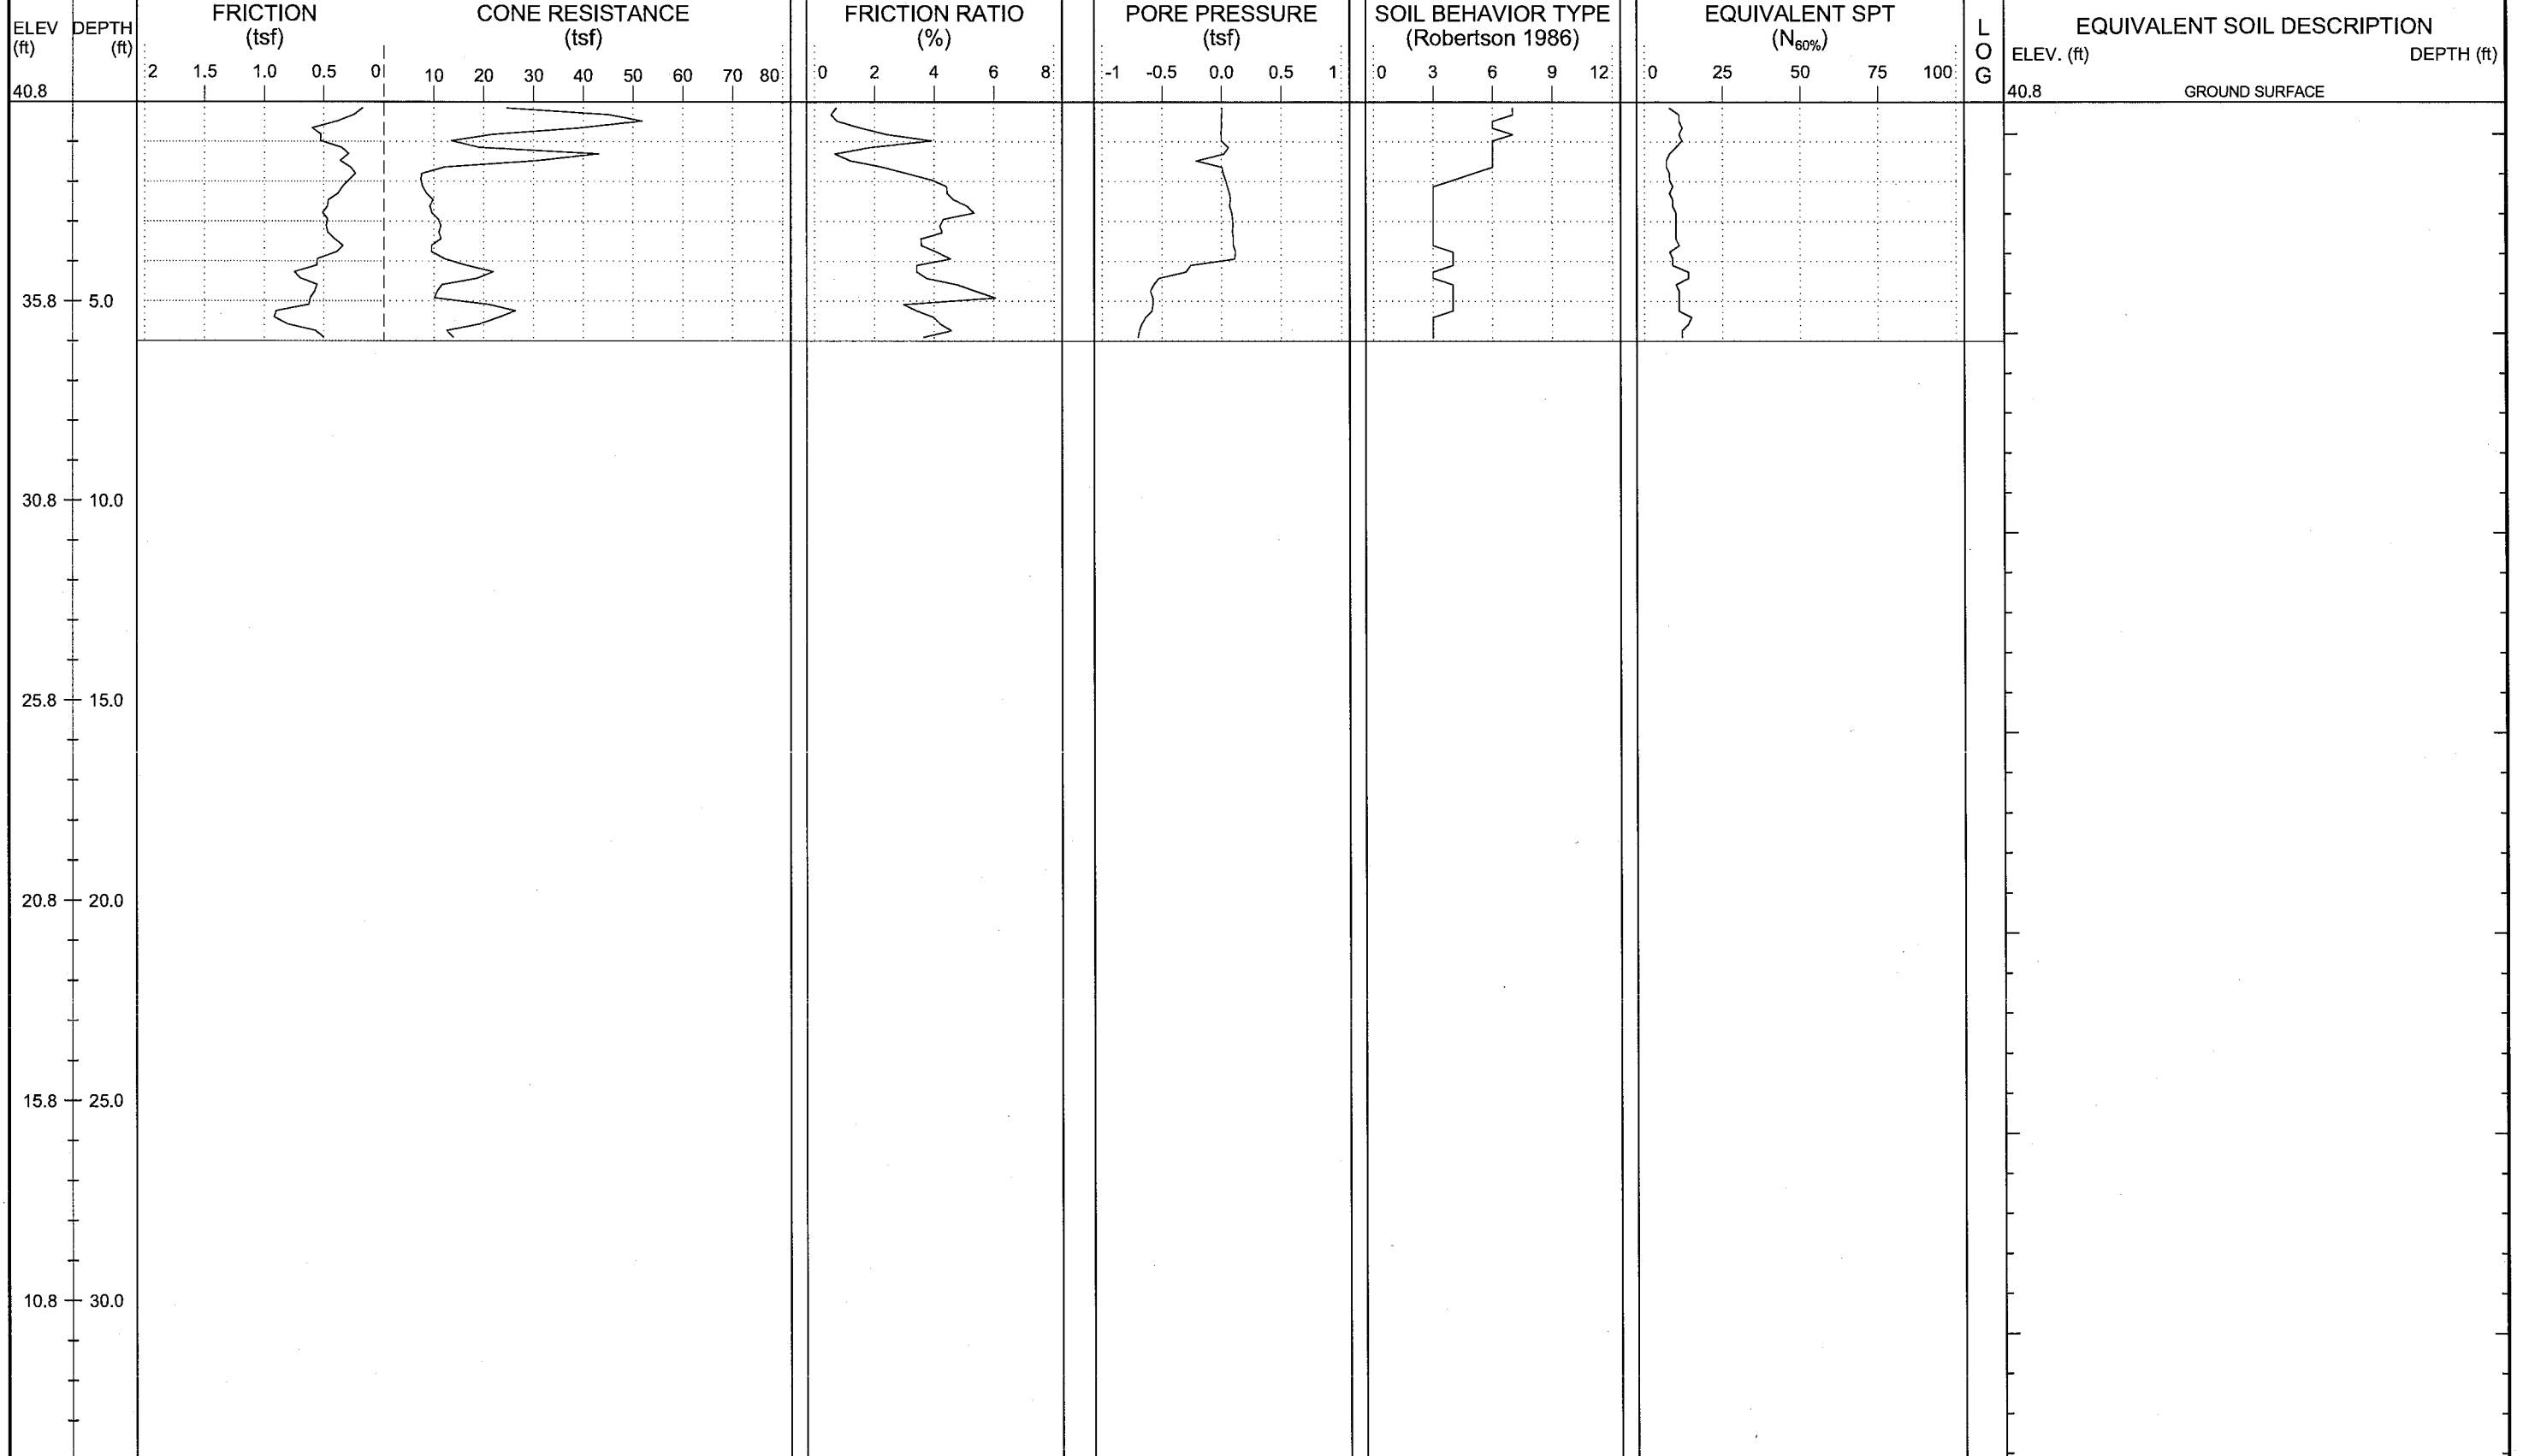 ELEV (ft)
DEPTH (ft)
FRICTION (tsf)
CONE RESISTANCE (tsf)
FRICTION RATIO (%)
PORE PRESSURE (tsf)
SOIL BEHAVIOR TYPE (Robertson 1986)
EQUIVALENT SPT (N60%)
LOG
EQUIVALENT SOIL DESCRIPTION
ELEV. (ft) DEPTH (ft)
2 1.5 1.0 0.5 0 10 20 30 40 50 60 70 80
0 2 4 6 8
-1 -0.5 0.0 0.5 1
0 3 6 9 12
0 25 50 75 100
40.8
40.8 GROUND SURFACE
35.8 5.0
30.8 10.0
25.8 15.0
20.8 20.0
15.8 25.0
10.8 30.0